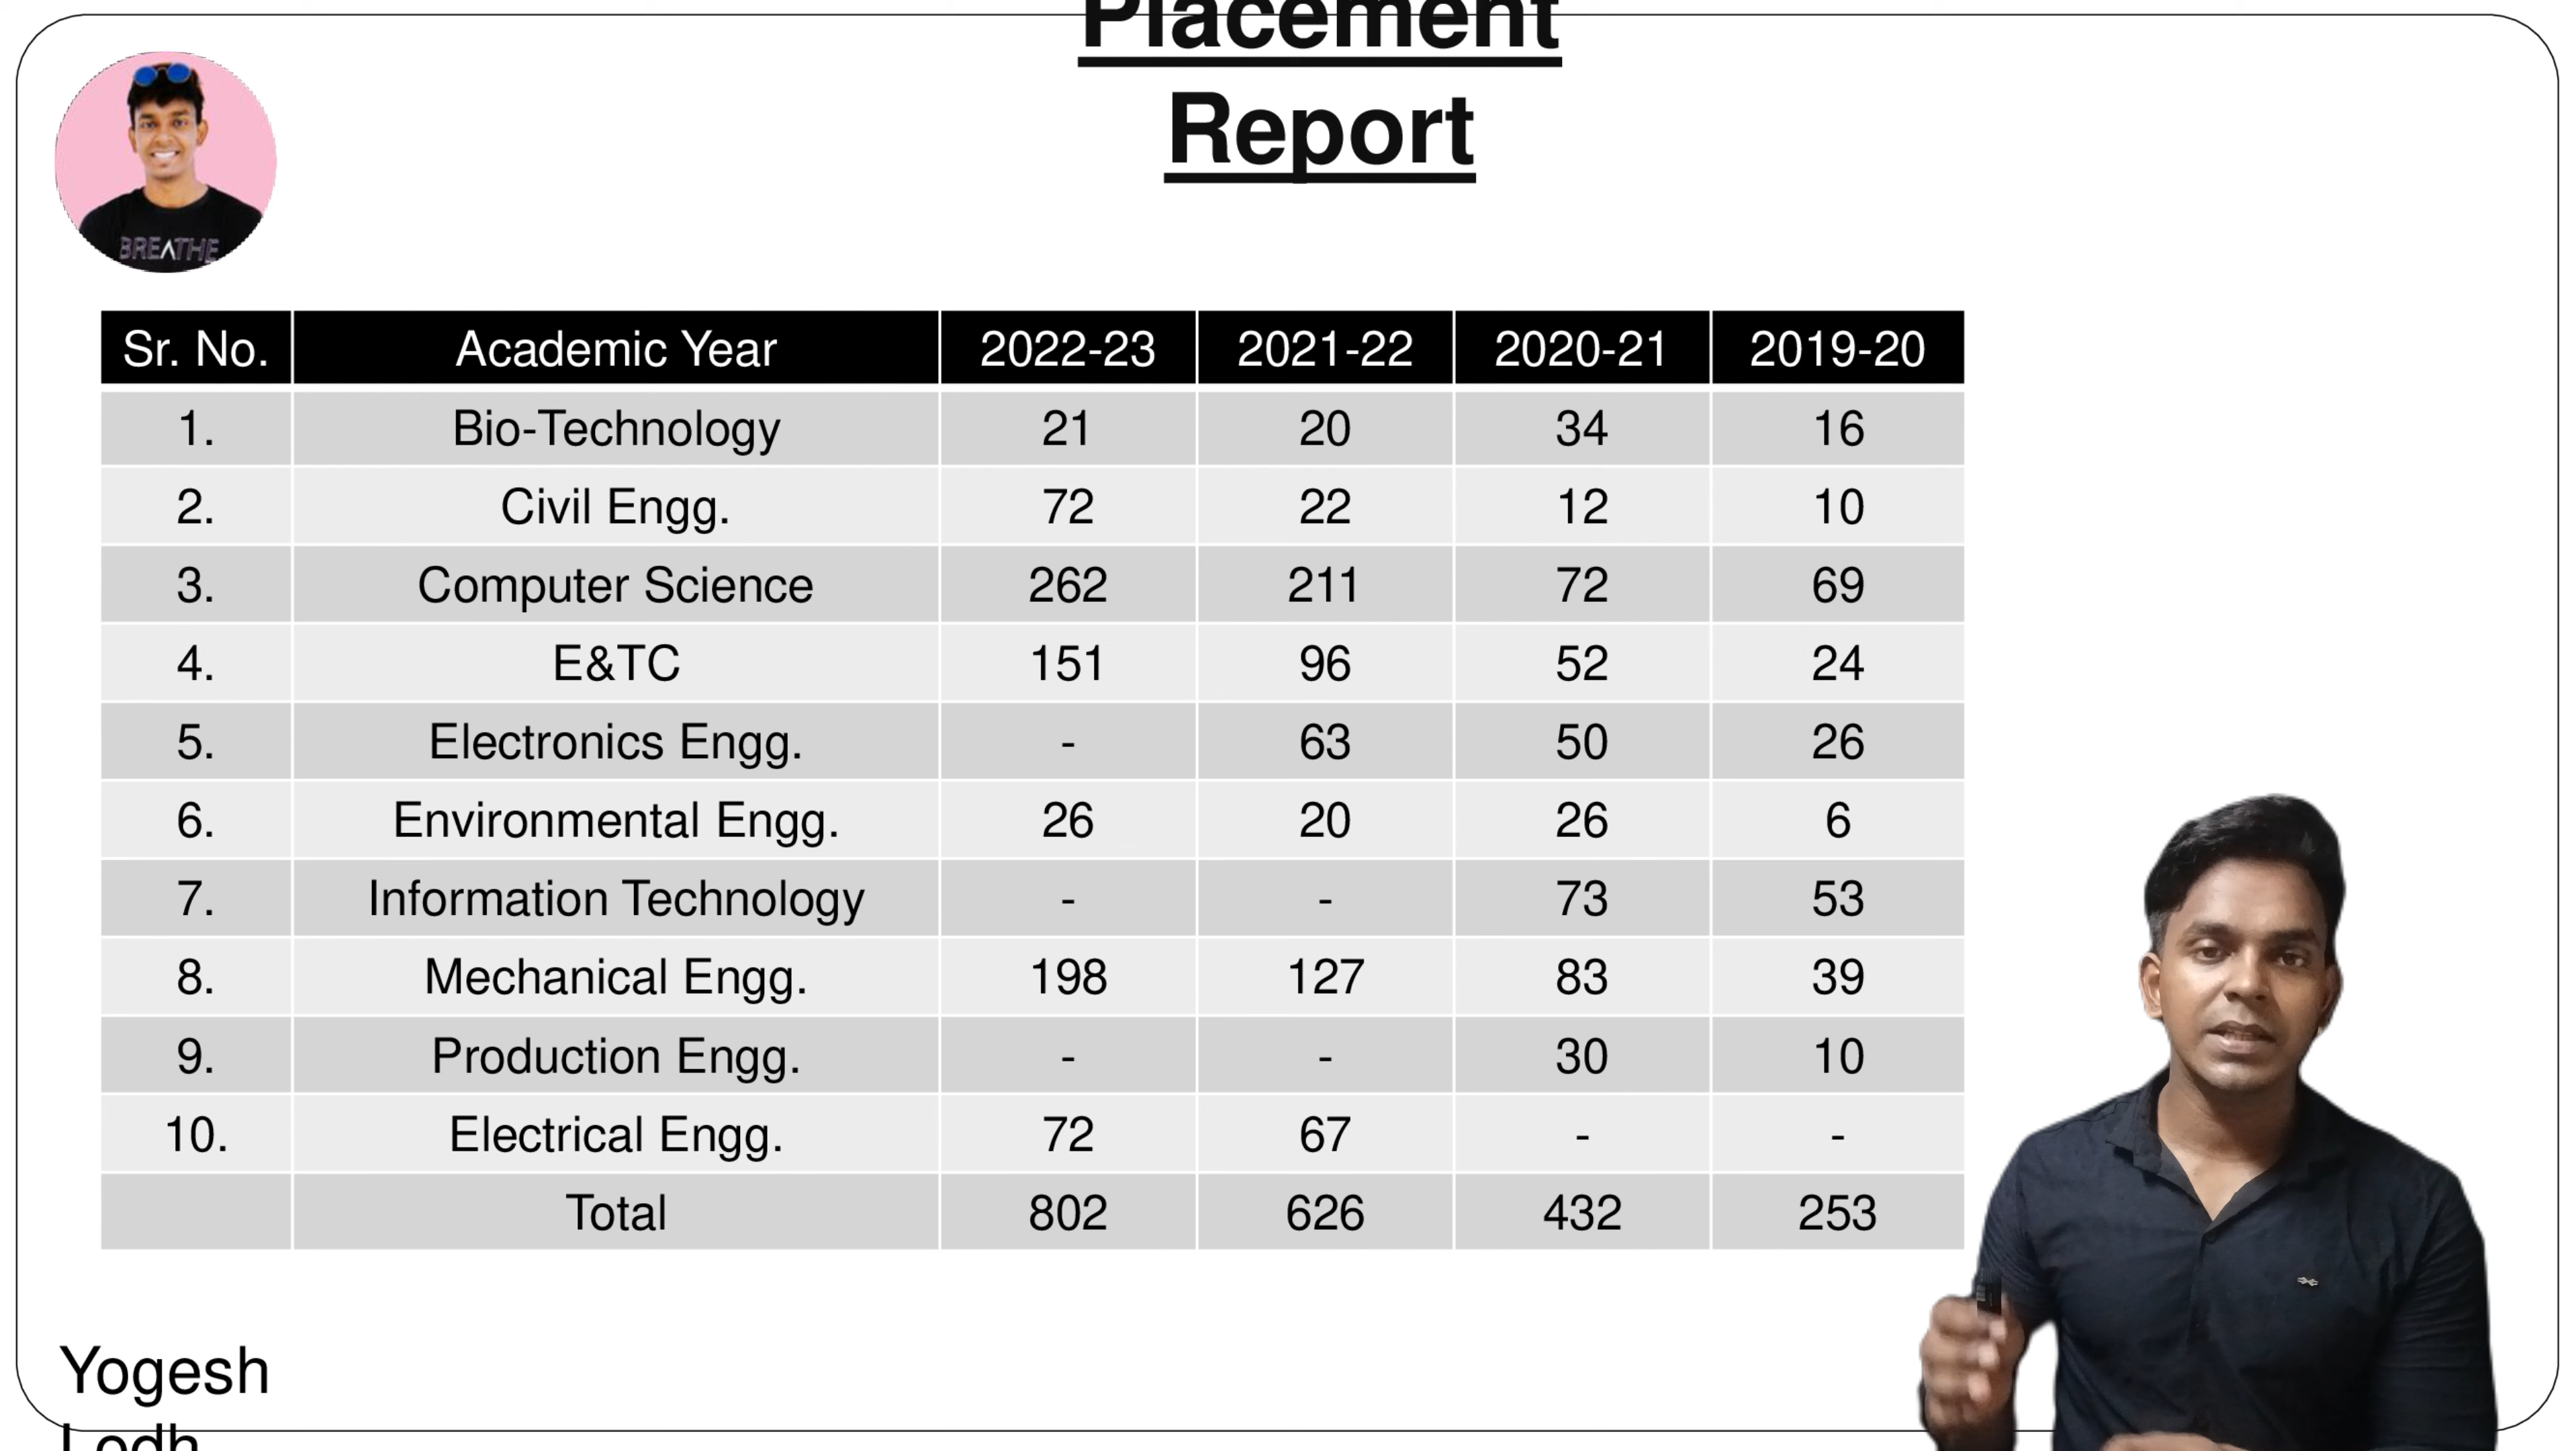 Placement
Report
BREATHE
Sr. No. Academic Year 2022-23 2021-22 2020-21 2019-20
1. Bio-Technology 21 20 34 16
2. Civil Engg. 72 22 12 10
3. Computer Science 262 211 72 69
4. E&TC 151 96 52 24
5. Electronics Engg. - 63 50 26
6. Environmental Engg. 26 20 26 6
7. Information Technology - - 73 53
8. Mechanical Engg. 198 127 83 39
9. Production Engg. - - 30 10
10. Electrical Engg. 72 67 - -
Total 802 626 432 253
Yogesh
Lodh